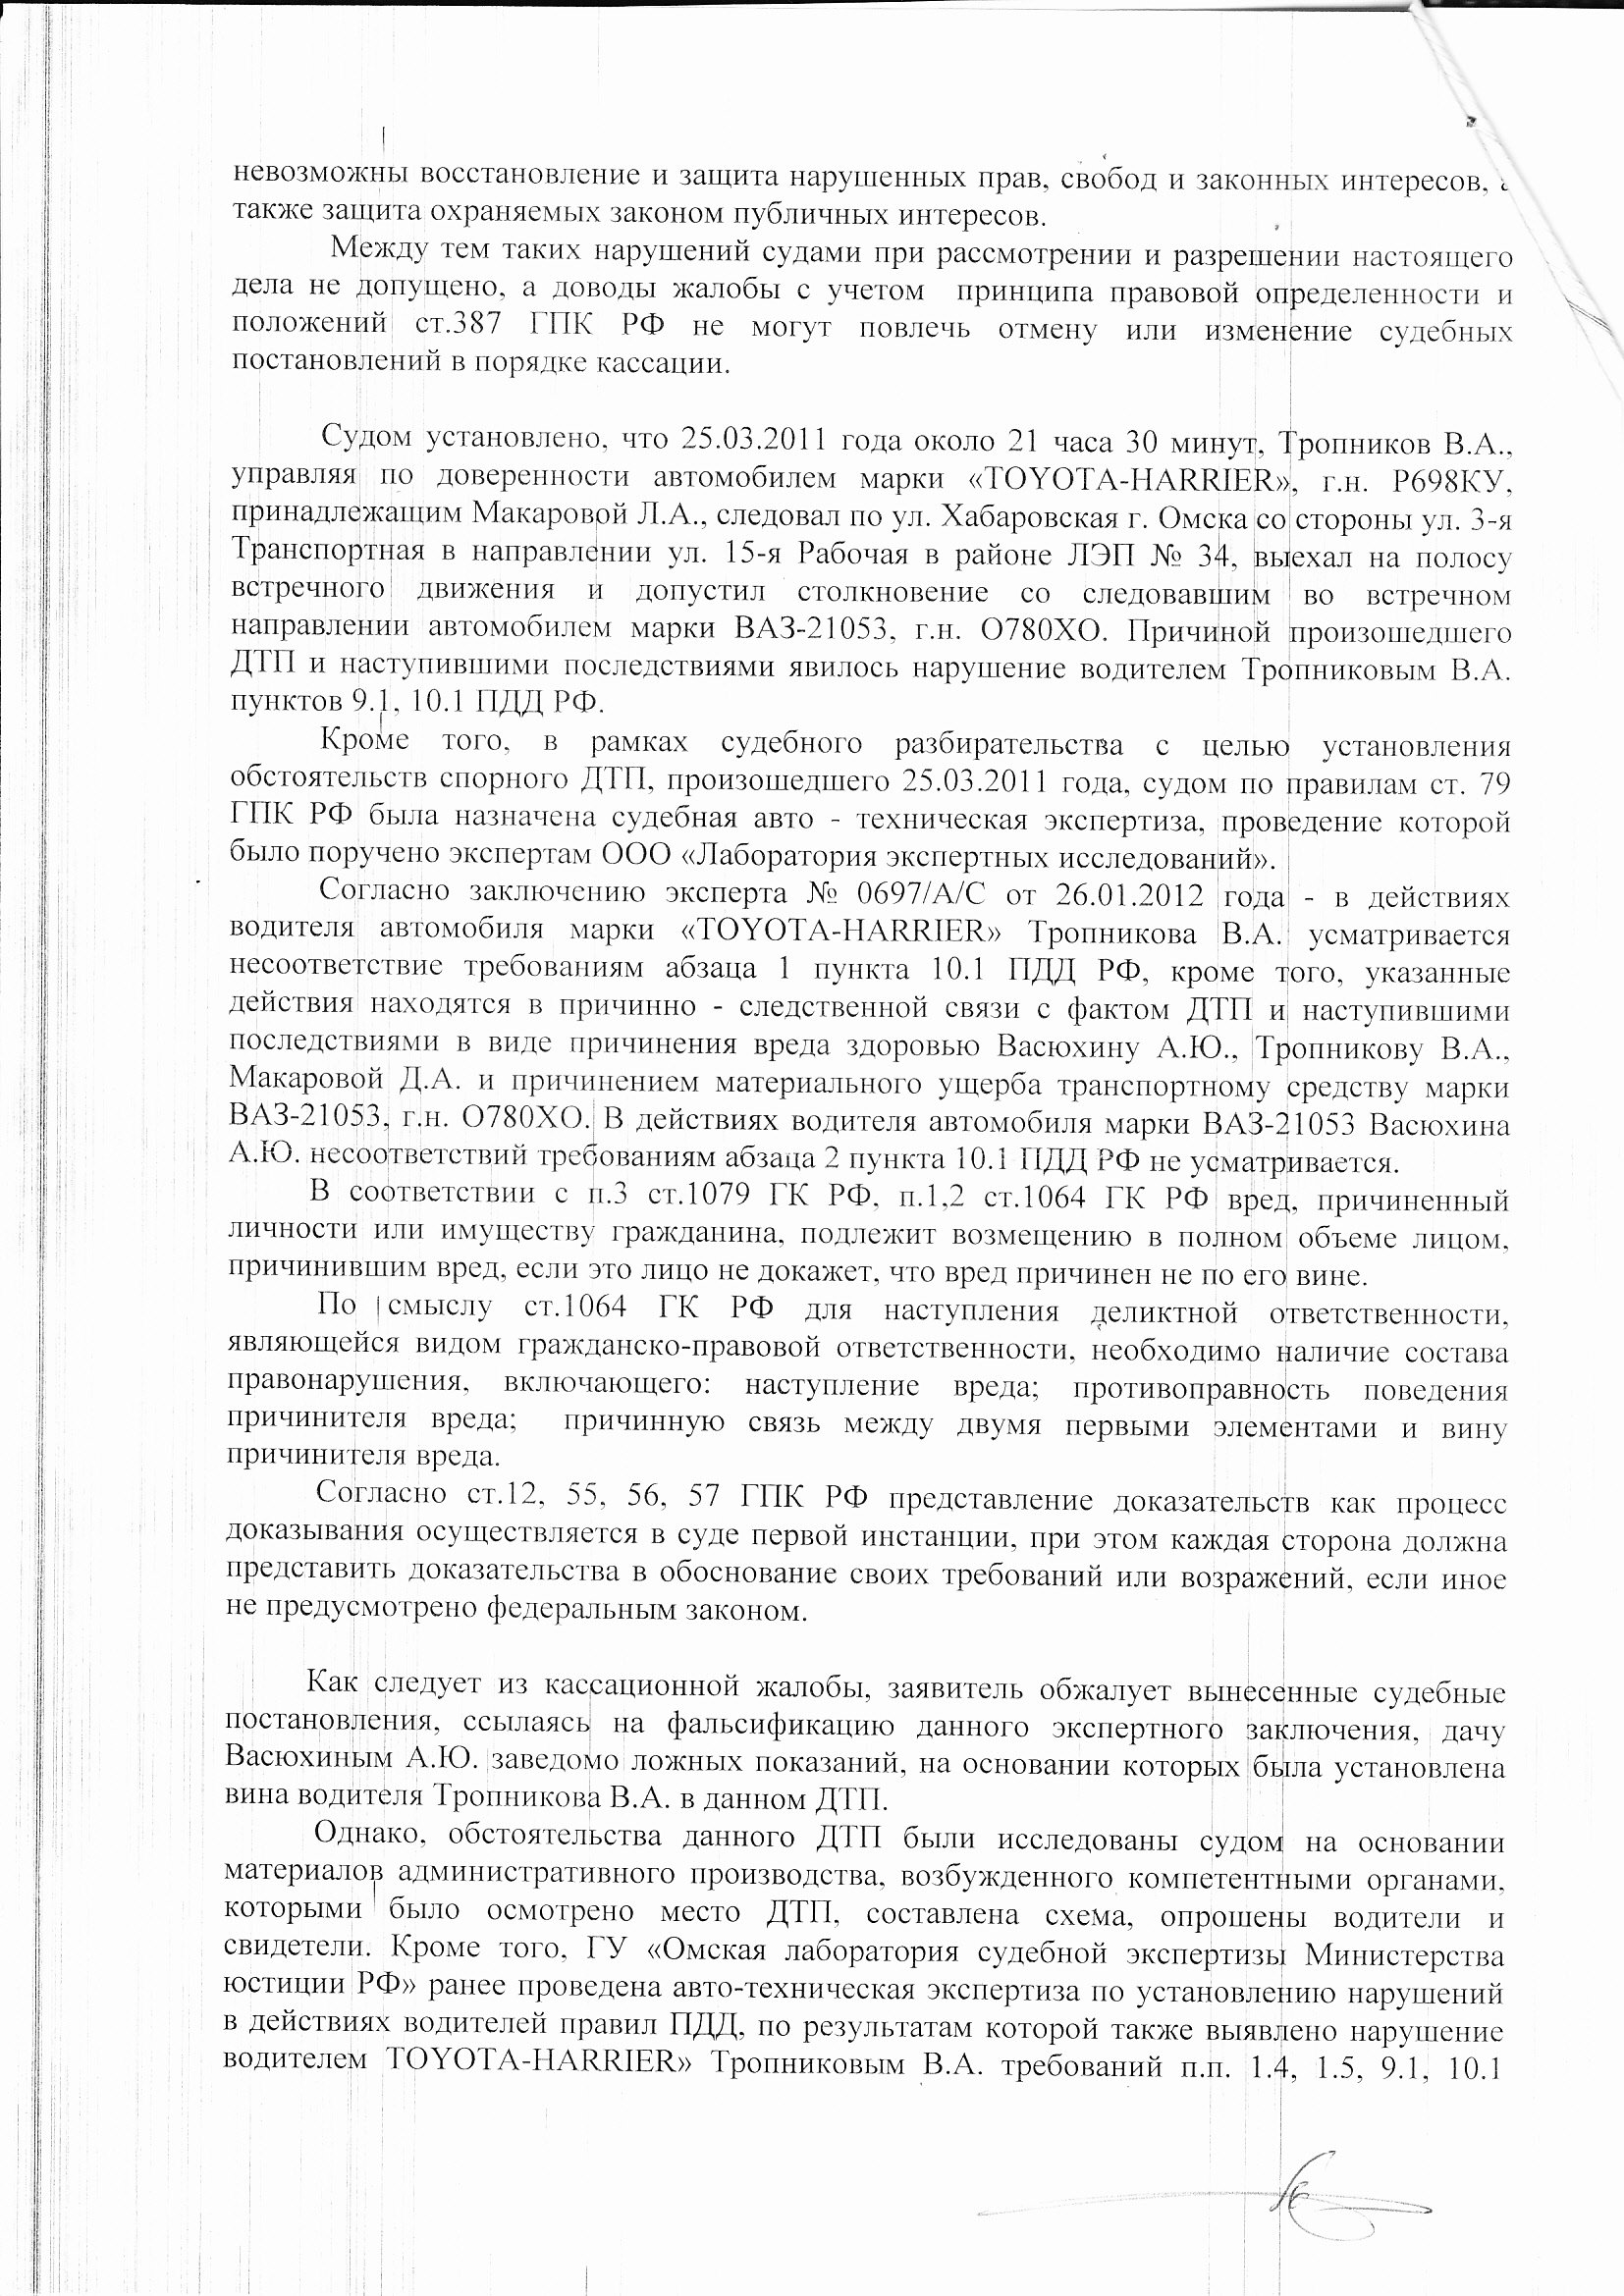 невозможны восстановление и защита нарушенных прав, свобод и законных интересов,
также защита охраняемых законом публичных интересов.
Между тем таких нарушений судами при рассмотрении и разрешении настоящего
дела не допущено, а доводы жалобы с учетом принципа правовой определенности и
положений ст.387 ГПК РФ не могут повлечь отмену или изменение судебных
постановлений в порядке кассации.
Судом установлено, что 25.03.2011 года около 21 часа 30 минут, Тропников В.А.,
управляя по доверенности автомобилем марки «TOYOTA-HARRIER», г.н. Р698КУ,
принадлежащим Макаровой Л.А., следовал по ул. Хабаровская г. Омска со стороны ул. 3-я
Транспортная в направлении ул. 15-я Рабочая в районе ЛЭП № 34, выехал на полосу
встречного движения и допустил столкновение со следовавшим во встречном
направлении автомобилем марки ВАЗ-21053, г.н. О780ХО. Причиной произошедшего
ДТП и наступившими последствиями явилось нарушение водителем Тропниковым В.А.
пунктов 9.1, 10.1 ПДД РФ.
Кроме того, в рамках судебного разбирательства с целью установления
обстоятельств спорного ДТП, произошедшего 25.03.2011 года, судом по правилам ст. 79
ГПК РФ была назначена судебная авто - техническая экспертиза, проведение которой
было поручено экспертам ООО «Лаборатория экспертных исследований».
Согласно заключению эксперта № 0697/А/С от 26.01.2012 года - в действиях
водителя автомобиля марки «TOYOTA-HARRIER» Тропникова В.А. усматривается
несоответствие требованиям абзаца 1 пункта 10.1 ПДД РФ, кроме того, указанные
действия находятся в причинно - следственной связи с фактом ДТП и наступившими
последствиями в виде причинения вреда здоровью Васюхину А.Ю., Тропникову В.А.,
Макаровой Д.А. и причинением материального ущерба транспортному средству марки
ВАЗ-21053, г.н. О780ХО. В действиях водителя автомобиля марки ВАЗ-21053 Васюхина
А.Ю. несоответствий требованиям абзаца 2 пункта 10.1 ПДД РФ не усматривается.
В соответствии с п.3 ст.1079 ГК РФ, п.1,2 ст.1064 ГК РФ вред, причиненный
личности или имуществу гражданина, подлежит возмещению в полном объеме лицом,
причинившим вред, если это лицо не докажет, что вред причинен не по его вине.
По смыслу ст.1064 ГК РФ для наступления деликтной ответственности,
являющейся видом гражданско-правовой ответственности, необходимо наличие состава
правонарушения, включающего: наступление вреда; противоправность поведения
причинителя вреда; причинную связь между двумя первыми элементами и вину
причинителя вреда.
Согласно ст.12, 55, 56, 57 ГПК РФ представление доказательств как процесс
доказывания осуществляется в суде первой инстанции, при этом каждая сторона должна
представить доказательства в обоснование своих требований или возражений, если иное
не предусмотрено федеральным законом.
Как следует из кассационной жалобы, заявитель обжалует вынесенные судебные
постановления, ссылаясь на фальсификацию данного экспертного заключения, дачу
Васюхиным А.Ю. заведомо ложных показаний, на основании которых была установлена
вина водителя Тропникова В.А. в данном ДТП.
Однако, обстоятельства данного ДТП были исследованы судом на основании
материалов административного производства, возбужденного компетентными органами,
которыми было осмотрено место ДТП, составлена схема, опрошены водители и
свидетели. Кроме того, ГУ «Омская лаборатория судебной экспертизы Министерства
юстиции РФ» ранее проведена авто-техническая экспертиза по установлению нарушений
в действиях водителей правил ПДД, по результатам которой также выявлено нарушение
водителем TOYOTA-HARRIER» Тропниковым В.А. требований п.п. 1.4, 1.5, 9.1, 10.1